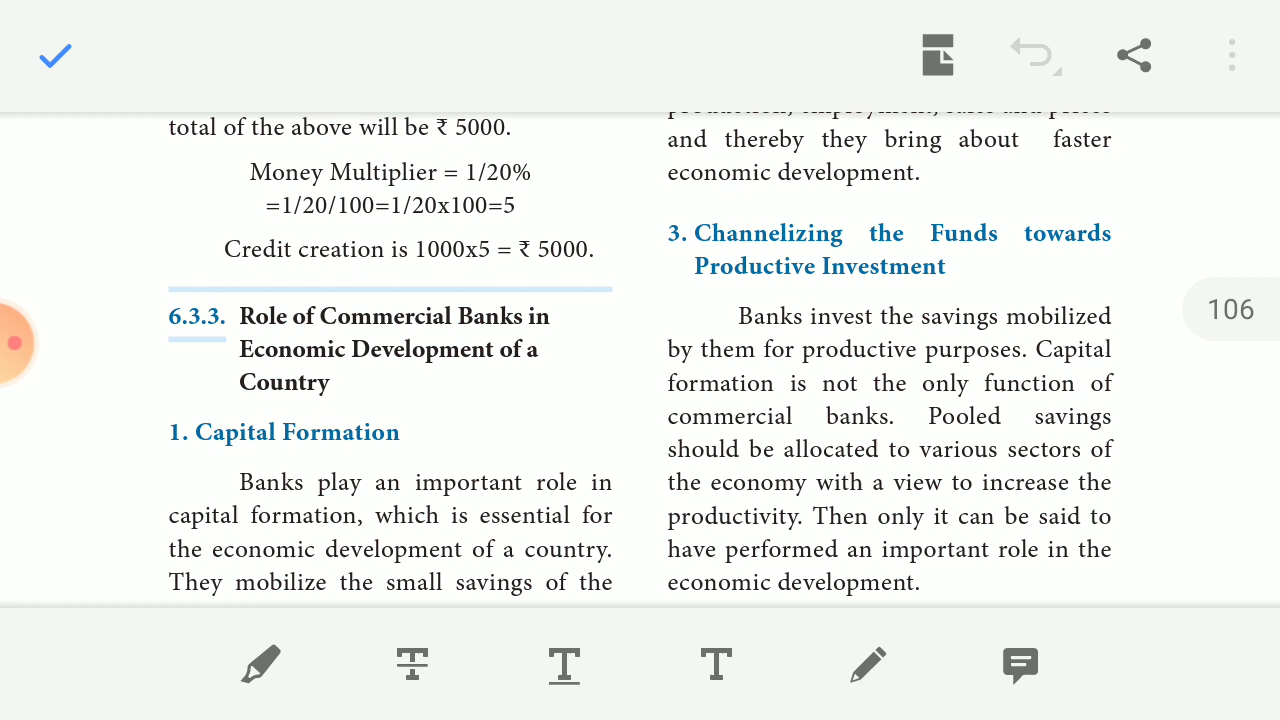 total of the above will be ₹ 5000.
Money Multiplier = 1/20%
=1/20/100=1/20x100=5
Credit creation is 1000x5 = ₹ 5000.
6.3.3. Role of Commercial Banks in
Economic Development of a
Country
1. Capital Formation
Banks play an important role in
capital formation, which is essential for
the economic development of a country.
They mobilize the small savings of the
production, employment, sales and prices
and thereby they bring about faster
economic development.
3. Channelizing the Funds towards
Productive Investment
Banks invest the savings mobilized
by them for productive purposes. Capital
formation is not the only function of
commercial banks. Pooled savings
should be allocated to various sectors of
the economy with a view to increase the
productivity. Then only it can be said to
have performed an important role in the
economic development.
106